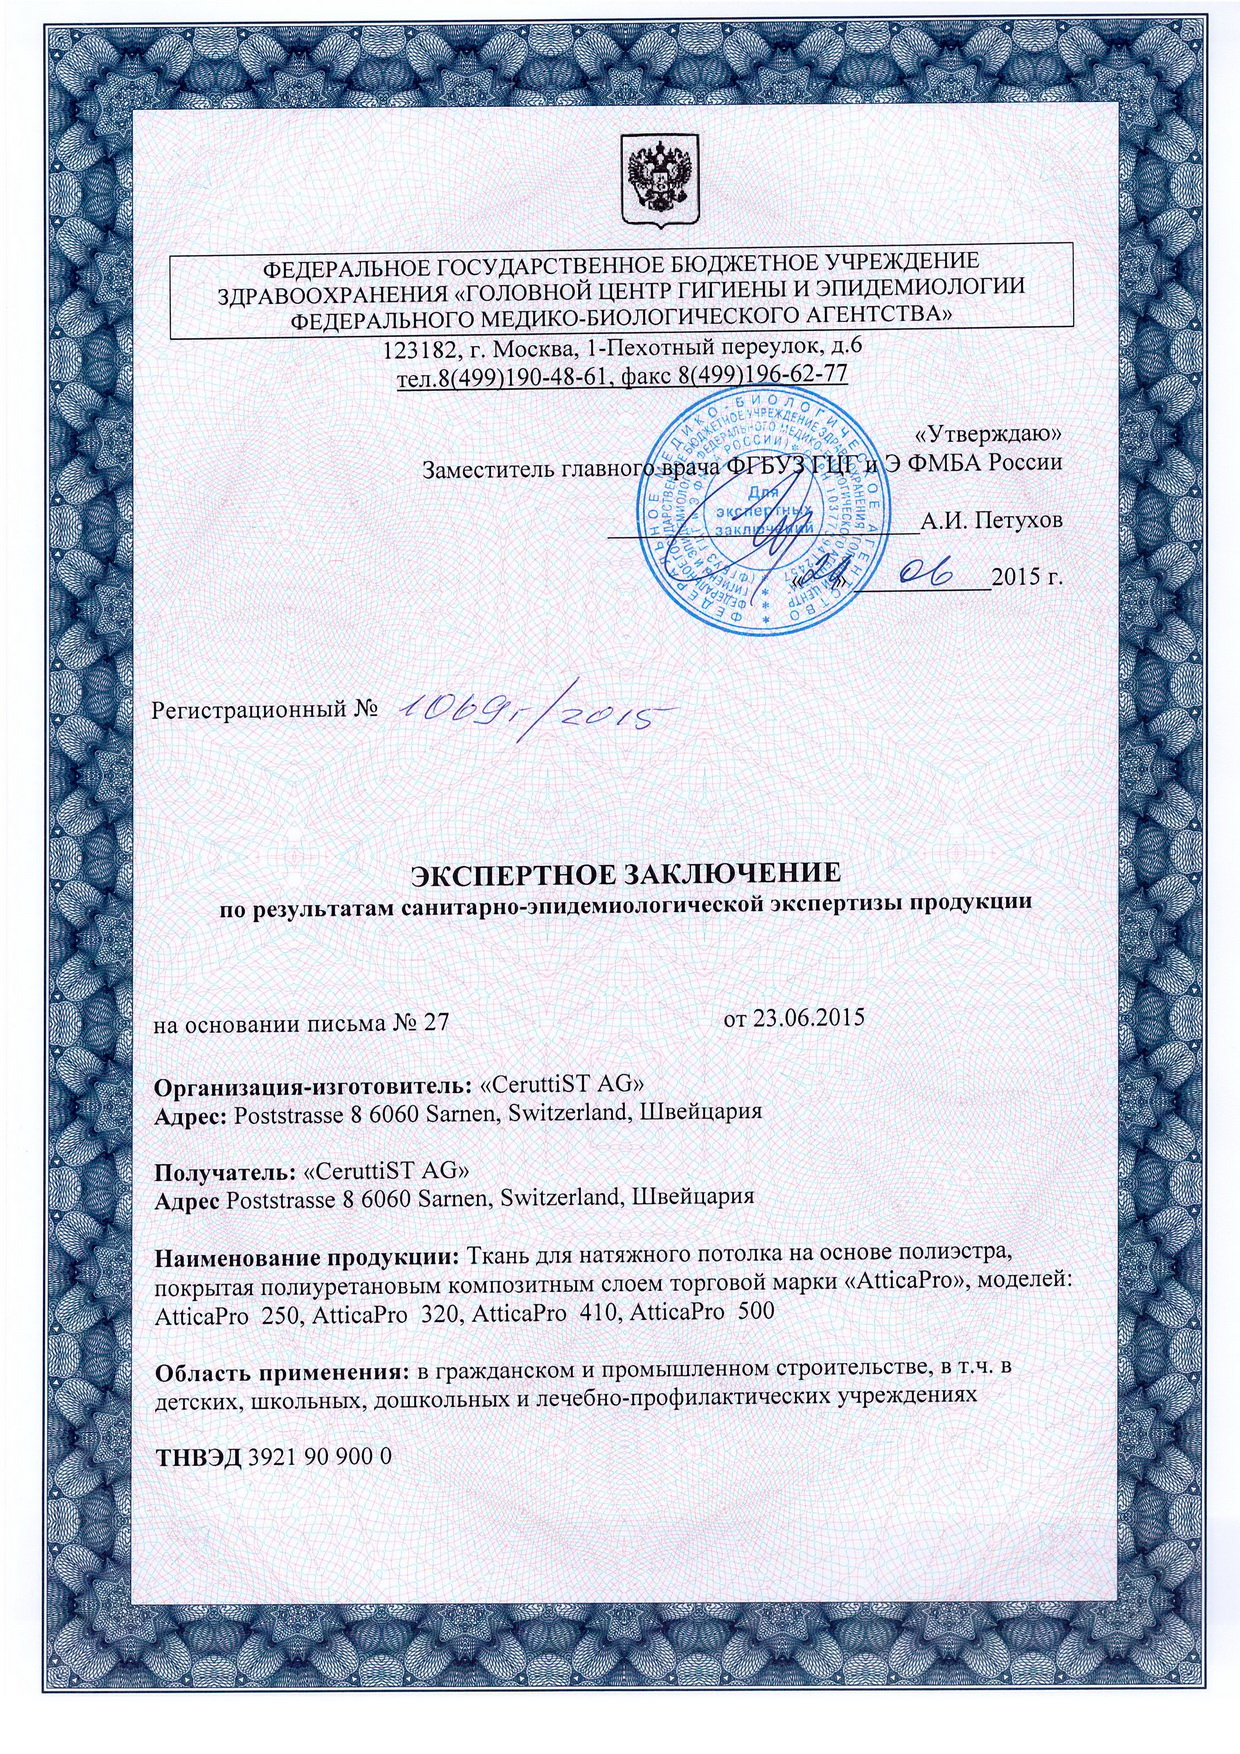 ФЕДЕРАЛЬНОЕ ГОСУДАРСТВЕННОЕ БЮДЖЕТНОЕ УЧРЕЖДЕНИЕ
ЗДРАВООХРАНЕНИЯ «ГОЛОВНОЙ ЦЕНТР ГИГИЕНЫ И ЭПИДЕМИОЛОГИИ
ФЕДЕРАЛЬНОГО МЕДИКО-БИОЛОГИЧЕСКОГО АГЕНТСТВА»
123182, г. Москва, 1-Пехотный переулок, д.6
тел.8(499)190-48-61, факс 8(499)196-62-77
«Утверждаю»
Заместитель главного врача ФГБУЗ ГЦГ и Э ФМБА России
А.И. Петухов
06 2015 г.
ФЕДЕРАЛЬНОЕ МЕДИКО-БИОЛОГИЧЕСКОЕ АГЕНТСТВО
Для
экспертных
заключений
Регистрационный № 1069г/2015
ЭКСПЕРТНОЕ ЗАКЛЮЧЕНИЕ
по результатам санитарно-эпидемиологической экспертизы продукции
на основании письма № 27 от 23.06.2015
Организация-изготовитель: «CeruttiST AG»
Адрес: Poststrasse 8 6060 Sarnen, Switzerland, Швейцария
Получатель: «CeruttiST AG»
Адрес Poststrasse 8 6060 Sarnen, Switzerland, Швейцария
Наименование продукции: Ткань для натяжного потолка на основе полиэстра,
покрытая полиуретановым композитным слоем торговой марки «AtticaPro», моделей:
AtticaPro 250, AtticaPro 320, AtticaPro 410, AtticaPro 500
Область применения: в гражданском и промышленном строительстве, в т.ч. в
детских, школьных, дошкольных и лечебно-профилактических учреждениях
ТНВЭД 3921 90 900 0